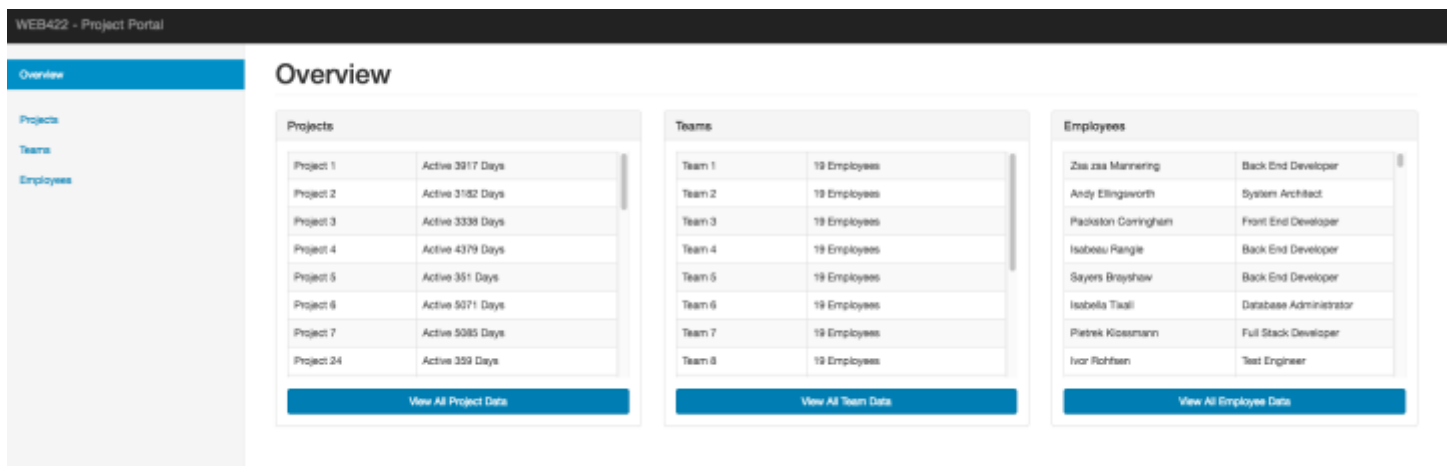 WEB422 - Project Portal
Overview
Projects
Teams
Employees
Overview
Projects
Project 1 Active 3917 Days
Project 2 Active 3182 Days
Project 3 Active 3338 Days
Project 4 Active 4379 Days
Project 5 Active 351 Days
Project 6 Active 5071 Days
Project 7 Active 5085 Days
Project 24 Active 359 Days
View All Project Data
Teams
Team 1 19 Employees
Team 2 19 Employees
Team 3 19 Employees
Team 4 19 Employees
Team 5 19 Employees
Team 6 19 Employees
Team 7 19 Employees
Team 8 19 Employees
View All Team Data
Employees
Zsa zsa Mannering Back End Developer
Andy Ellingsworth System Architect
Packston Corringham Front End Developer
Isabeau Rangle Back End Developer
Sayers Brayshaw Back End Developer
Isabella Database Administrator
Pietrek Klossmann Full Stack Developer
Ivor Test Engineer
View All Employee Data